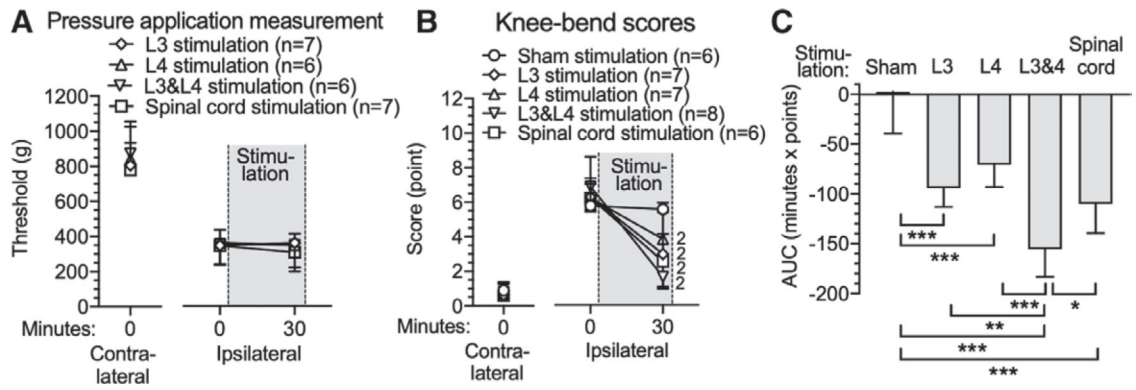 A Pressure application measurement
L3 stimulation (n=7)
L4 stimulation (n=6)
L3&L4 stimulation (n=6)
Spinal cord stimulation (n=7)
1200
1000
800
600
400
200
0
Threshold (g)
Stimu-
lation
Minutes: 0 0 30
Contra-
lateral
Ipsilateral
B Knee-bend scores
Sham stimulation (n=6)
L3 stimulation (n=7)
L4 stimulation (n=7)
L3&L4 stimulation (n=8)
Spinal cord stimulation (n=6)
12
10
8
6
4
2
0
Score (point)
Stimu-
lation
2
2
2
2
Minutes: 0 0 30
Contra-
lateral
Ipsilateral
C
Stimu-
lation: Sham L3 L4 L3&4 Spinal
cord
0
-50
-100
-150
-200
AUC (minutes x points)
***
***
*** *
**
***
***